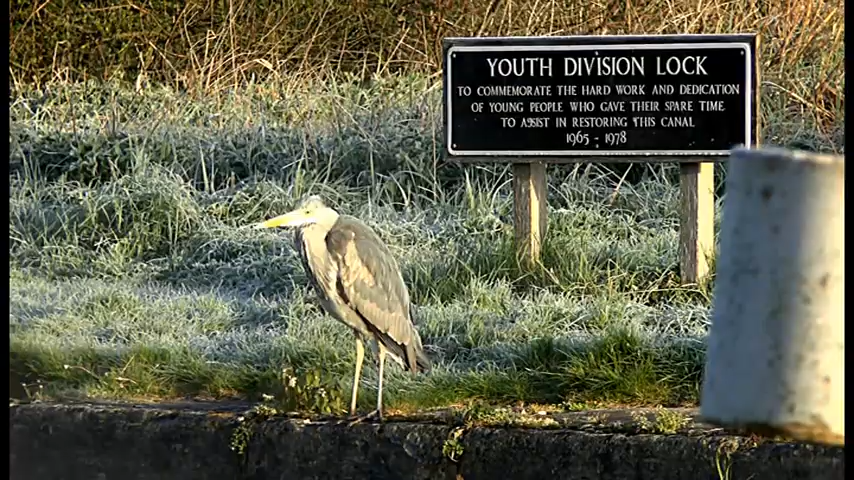 YOUTH DIVISION LOCK
TO COMMEMORATE THE HARD WORK AND DEDICATION
OF YOUNG PEOPLE WHO GAVE THEIR SPARE TIME
TO ASSIST IN RESTORING THIS CANAL
1965 - 1978